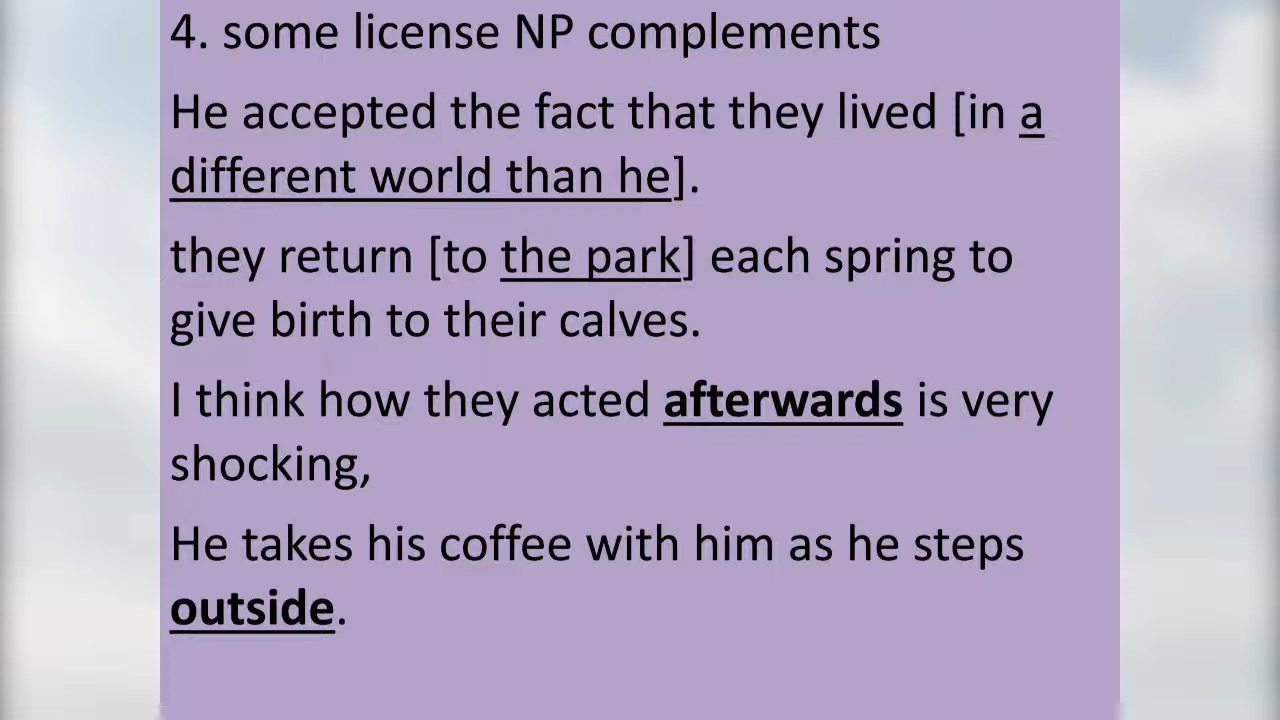 4. some license NP complements
He accepted the fact that they lived [in a
different world than he].
they return [to the park] each spring to
give birth to their calves.
I think how they acted afterwards is very
shocking,
He takes his coffee with him as he steps
outside.